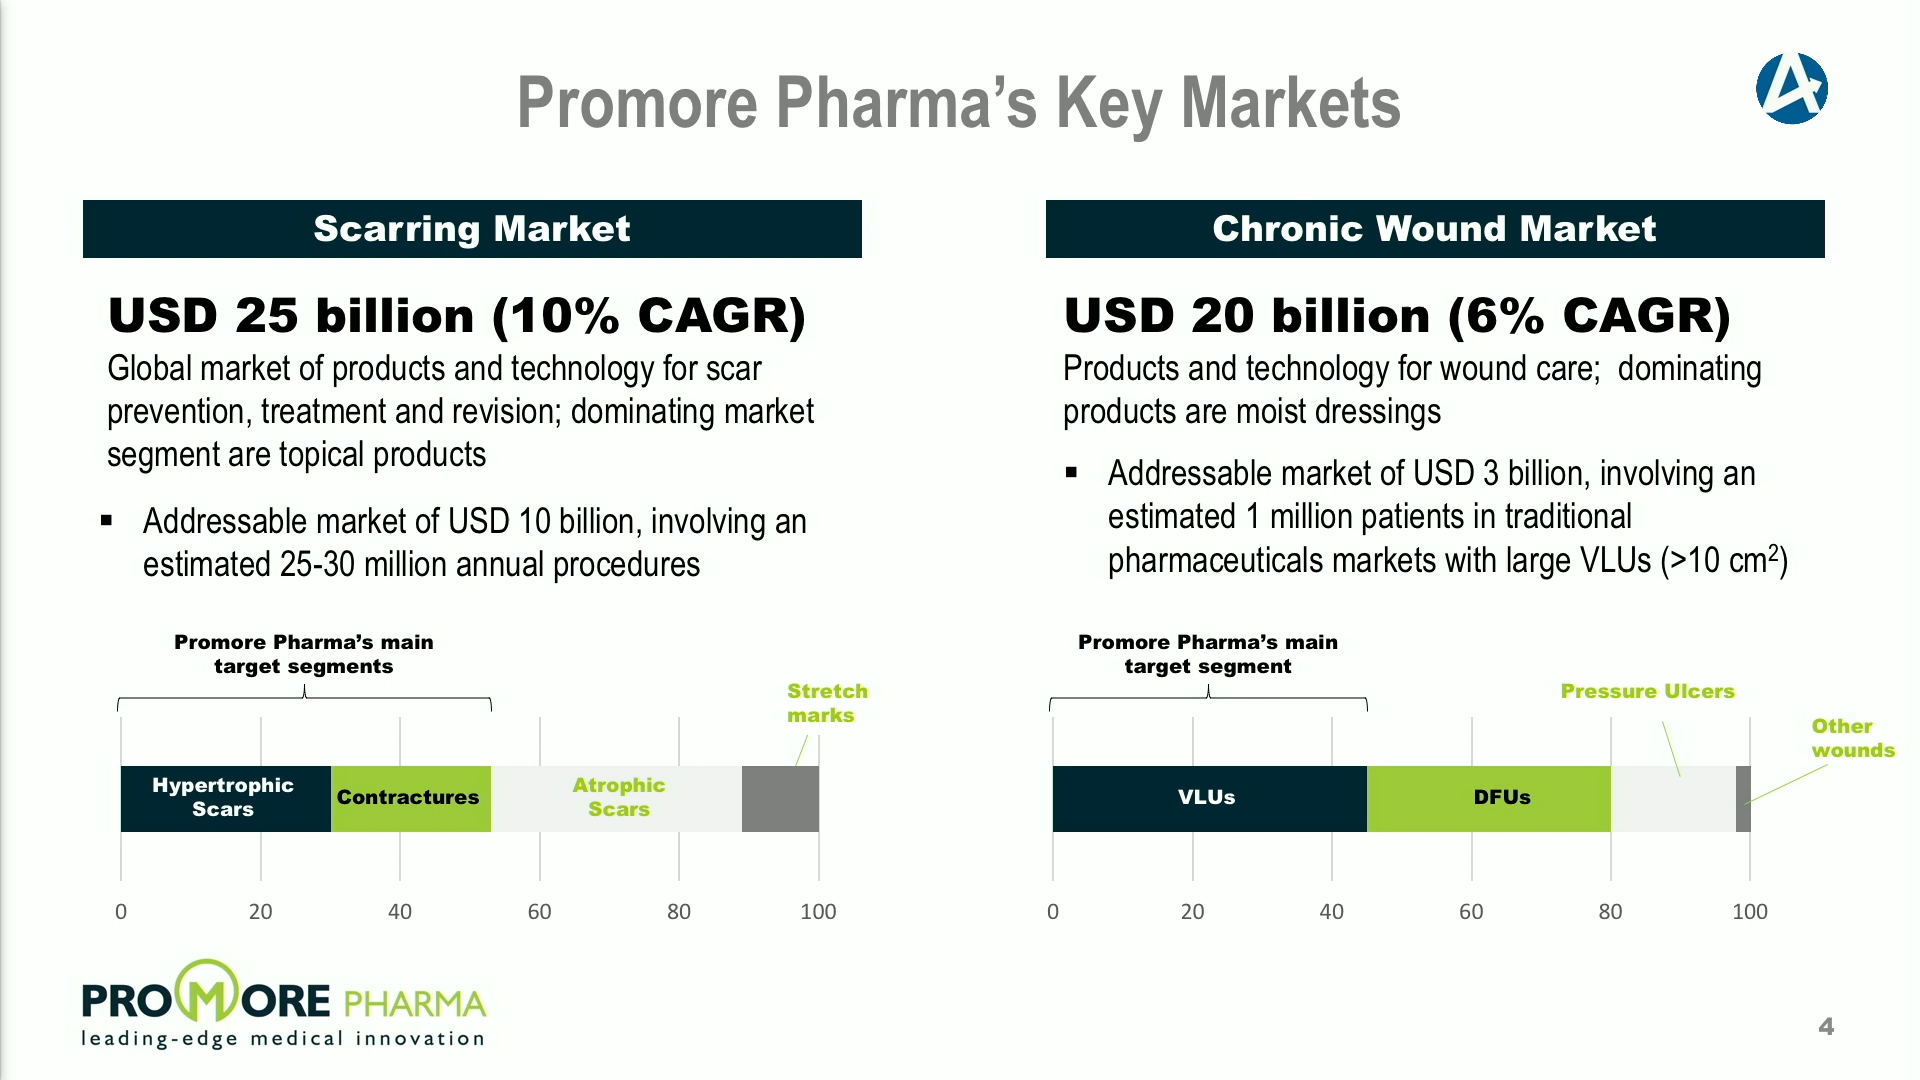 Promore Pharma’s Key Markets
Scarring Market
USD 25 billion (10% CAGR)
Global market of products and technology for scar
prevention, treatment and revision; dominating market
segment are topical products
▪ Addressable market of USD 10 billion, involving an
estimated 25-30 million annual procedures
Promore Pharma’s main
target segments
Stretch
marks
Hypertrophic
Scars
Contractures
Atrophic
Scars
0 20 40 60 80 100
Chronic Wound Market
USD 20 billion (6% CAGR)
Products and technology for wound care; dominating
products are moist dressings
▪ Addressable market of USD 3 billion, involving an
estimated 1 million patients in traditional
pharmaceuticals markets with large VLUs (>10 cm²)
Promore Pharma’s main
target segment
Pressure Ulcers
Other
wounds
VLUs
DFUs
0 20 40 60 80 100
PROMORE PHARMA
leading-edge medical innovation
4